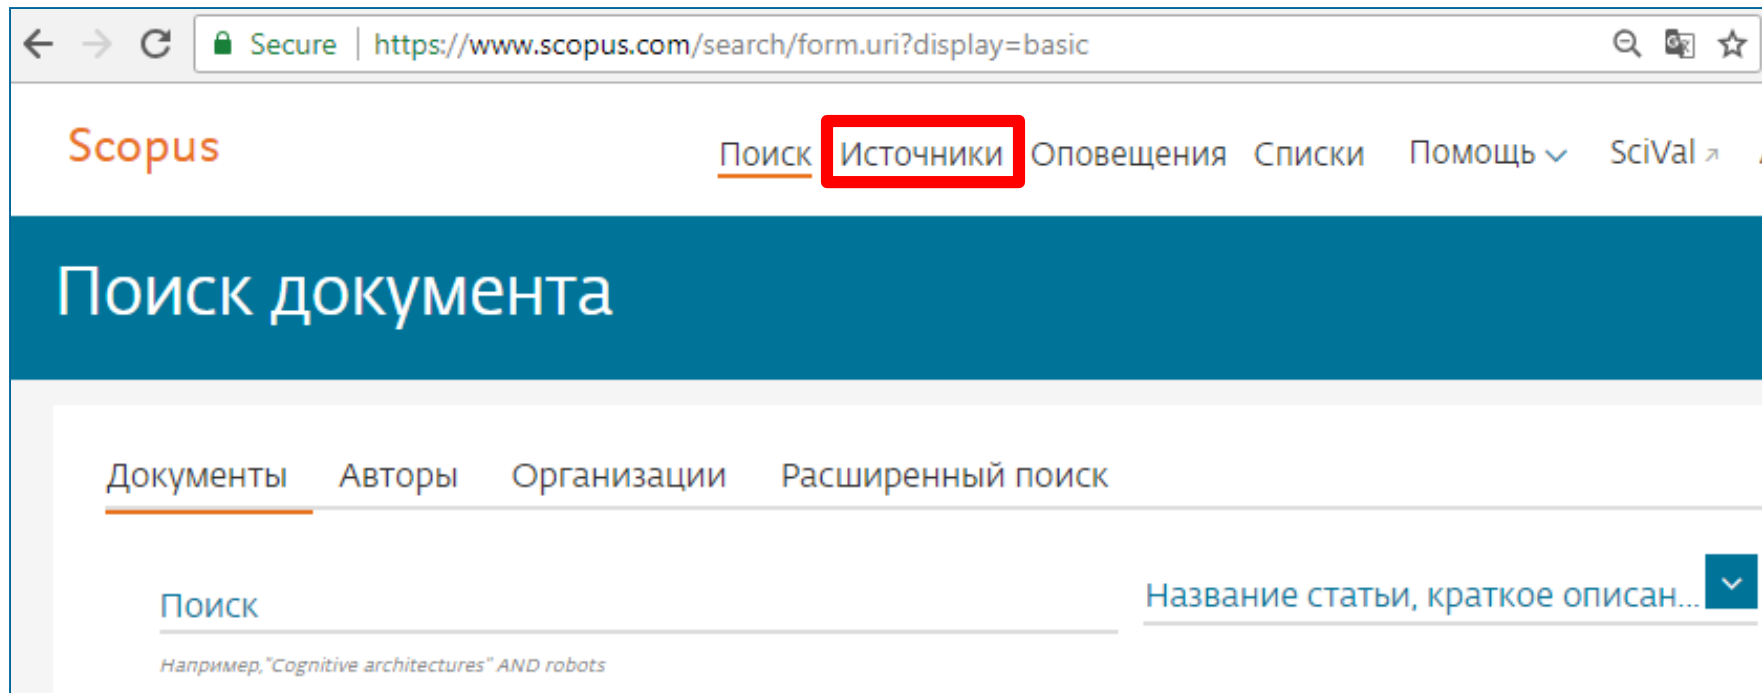 Secure | https://www.scopus.com/search/form.uri?display=basic
Scopus Поиск Источники Оповещения Списки Помощь SciVal
Поиск документа
Документы Авторы Организации Расширенный поиск
Поиск Название статьи, краткое описан...
Например,"Cognitive architectures" AND robots